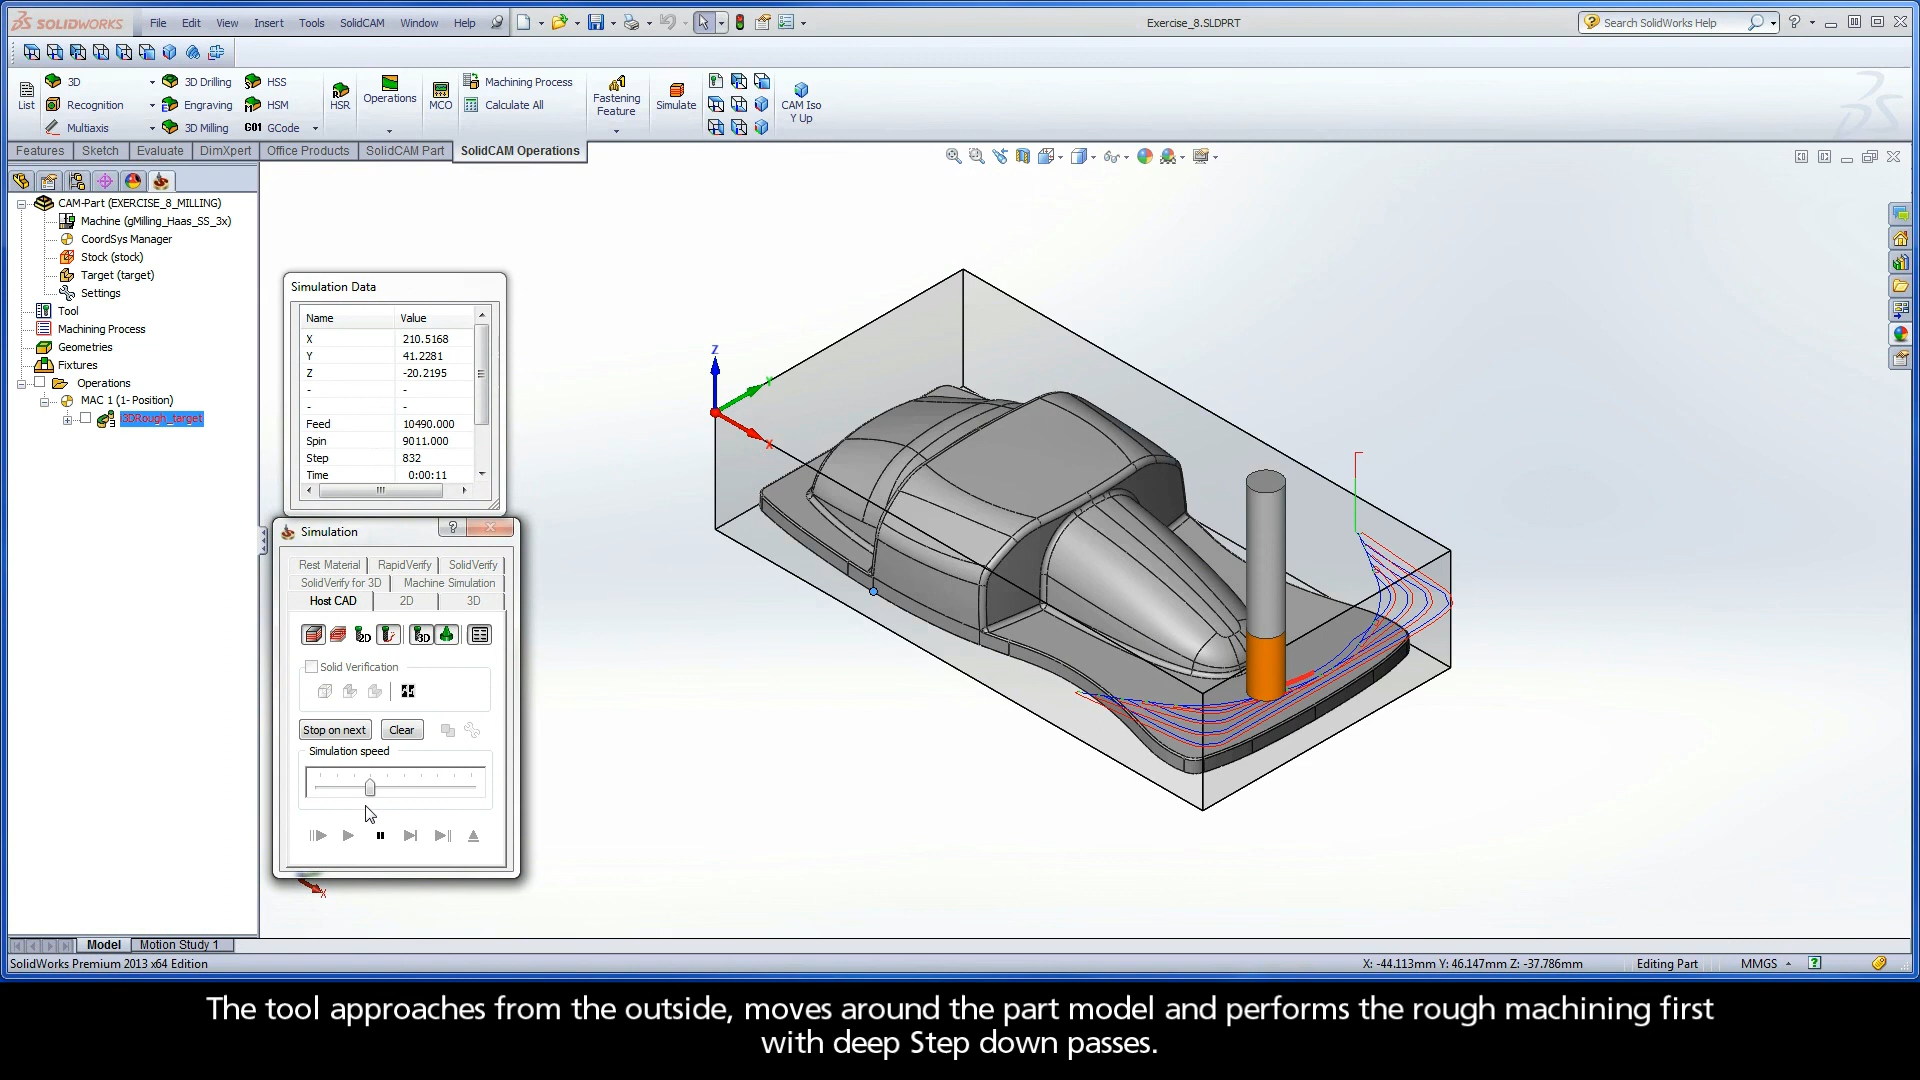 SOLIDWORKS File Edit View Insert Tools SolidCAM Window Help Exercise_8.SLDPRT Search SolidWorks Help
3D 3D Drilling HSS Machining Process
List Recognition Engraving HSM HSR Operations MCO Calculate All Fastening Feature Simulate CAM Iso Y Up
Multiaxis 3D Milling G01 GCode
Features Sketch Evaluate DimXpert Office Products SolidCAM Part SolidCAM Operations
CAM-Part (EXERCISE_8_MILLING)
Machine (gMilling_Haas_SS_3x)
CoordSys Manager
Stock (stock)
Target (target)
Settings
Tool
Machining Process
Geometries
Fixtures
Operations
MAC 1 (1- Position)
i3DRough_target
Simulation Data
Name Value
X 210.5168
Y 41.2281
Z -20.2195
- -
- -
Feed 10490.000
Spin 9011.000
Step 832
Time 0:00:11
Simulation
Rest Material RapidVerify SolidVerify
SolidVerify for 3D Machine Simulation
Host CAD 2D 3D
2D 3D
Solid Verification
Stop on next Clear
Simulation speed
Z
Y
X
X
Model Motion Study 1
SolidWorks Premium 2013 x64 Edition X: -44.113mm Y: 46.147mm Z: -37.786mm Editing Part MMGS
The tool approaches from the outside, moves around the part model and performs the rough machining first
with deep Step down passes.